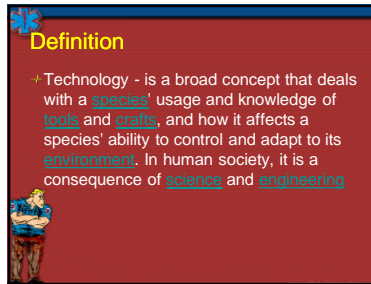 Definition
Technology - is a broad concept that deals
with a species' usage and knowledge of
tools and crafts, and how it affects a
species' ability to control and adapt to its
environment. In human society, it is a
consequence of science and engineering